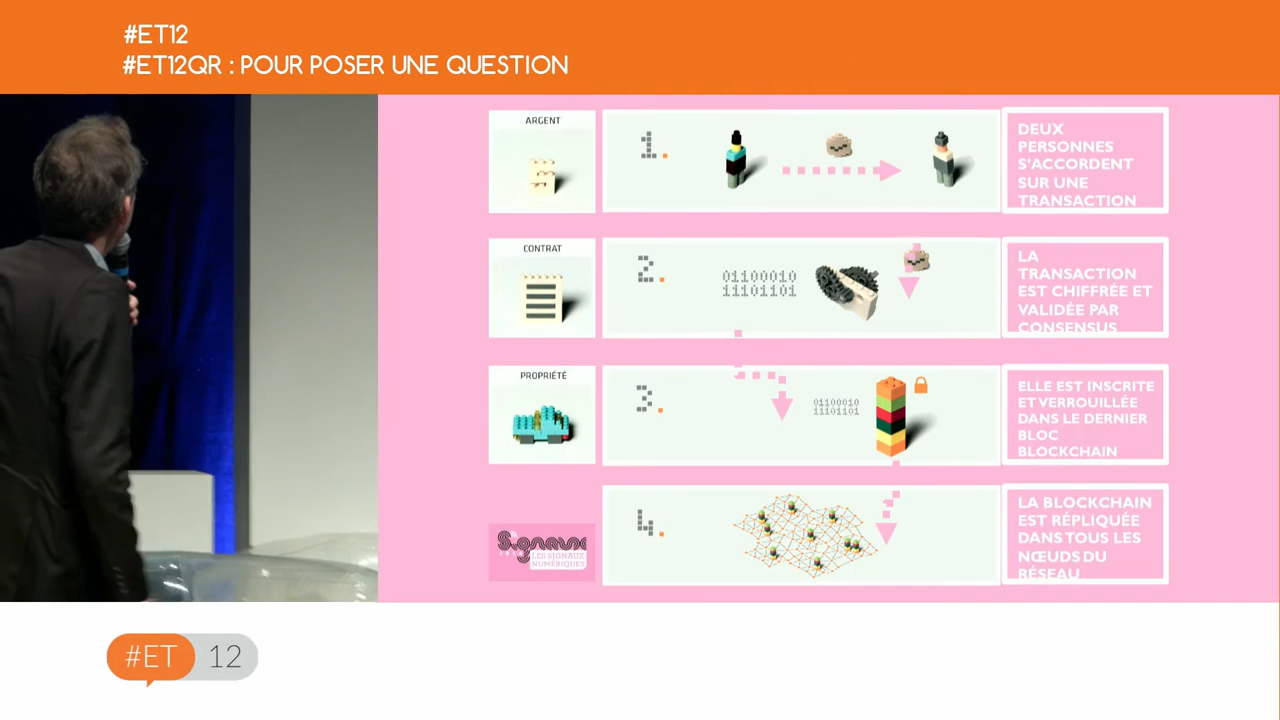 #ET12
#ET12QR : POUR POSER UNE QUESTION
ARGENT
1.
DEUX
PERSONNES
S'ACCORDENT
SUR UNE
TRANSACTION
CONTRAT
2.
01100010
11101101
LA
TRANSACTION
EST CHIFFRÉE ET
VALIDÉE PAR
CONSENSUS
PROPRIÉTÉ
3.
01100010
11101101
ELLE EST INSCRITE
ET VERROUILLÉE
DANS LE DERNIER
BLOC
BLOCKCHAIN
4.
LA BLOCKCHAIN
EST RÉPLIQUÉE
DANS TOUS LES
NŒUDS DU
RÉSEAU
Signaux
LES SIGNAUX
NUMÉRIQUES
#ET 12